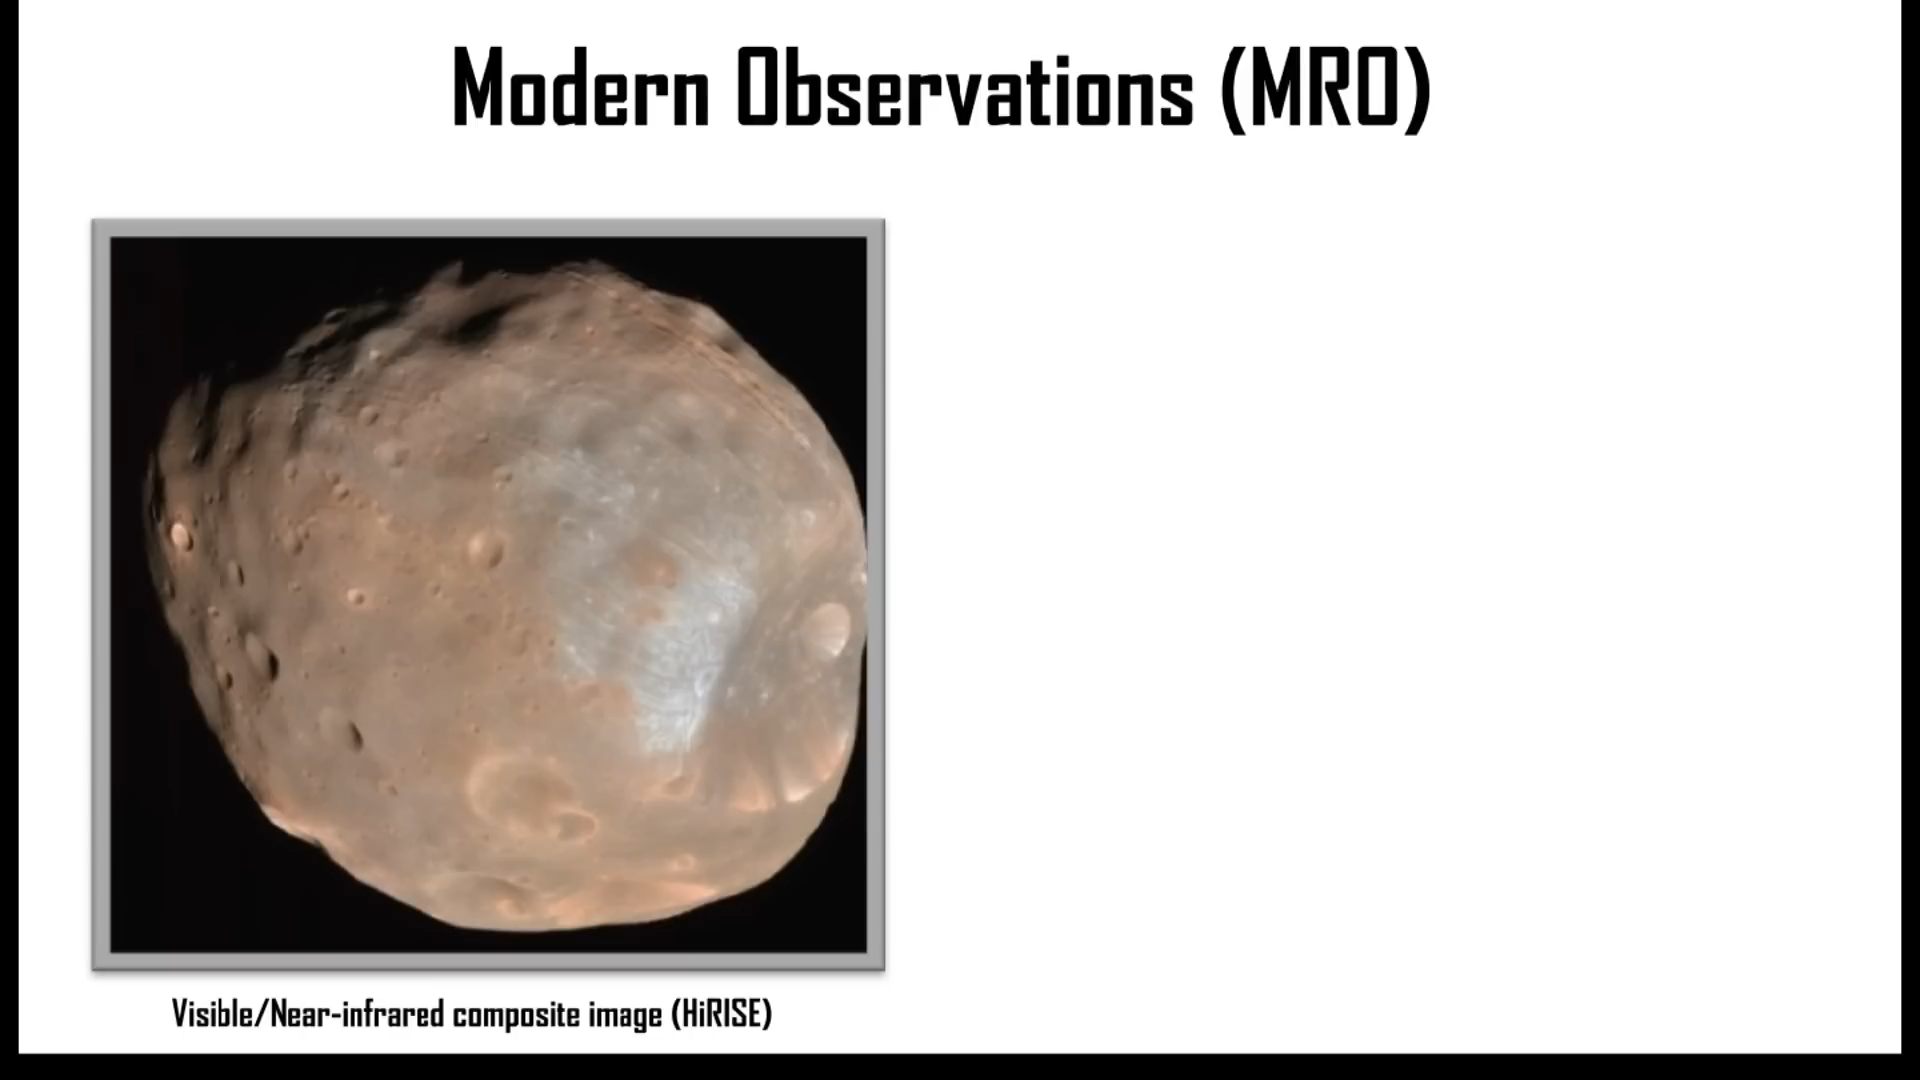 Modern Observations (MRO)
Visible/Near-infrared composite image (HiRISE)